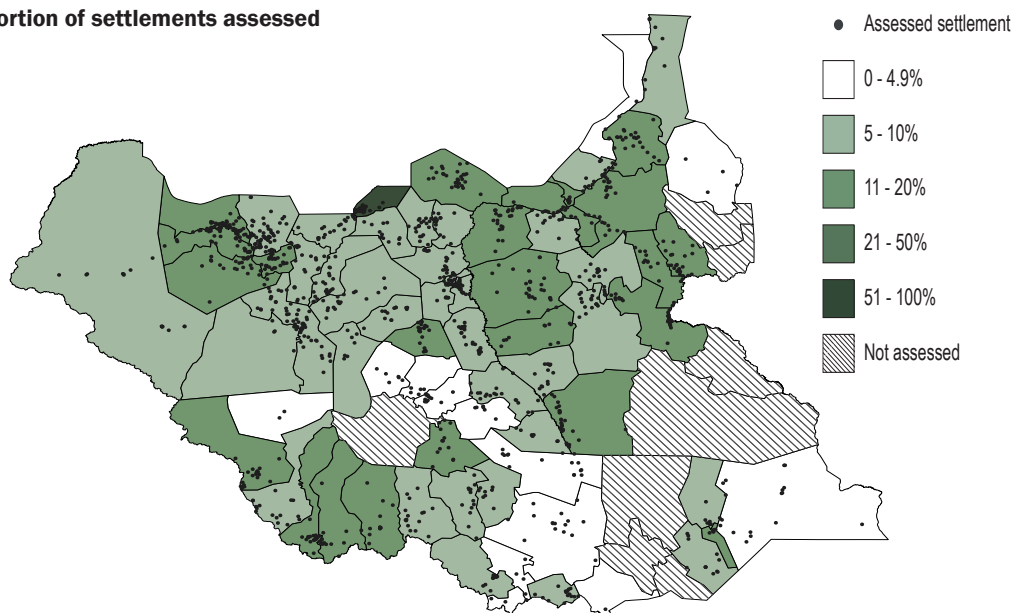 ortion of settlements assessed
Assessed settlement
0 - 4.9%
5 - 10%
11 - 20%
21 - 50%
51 - 100%
Not assessed